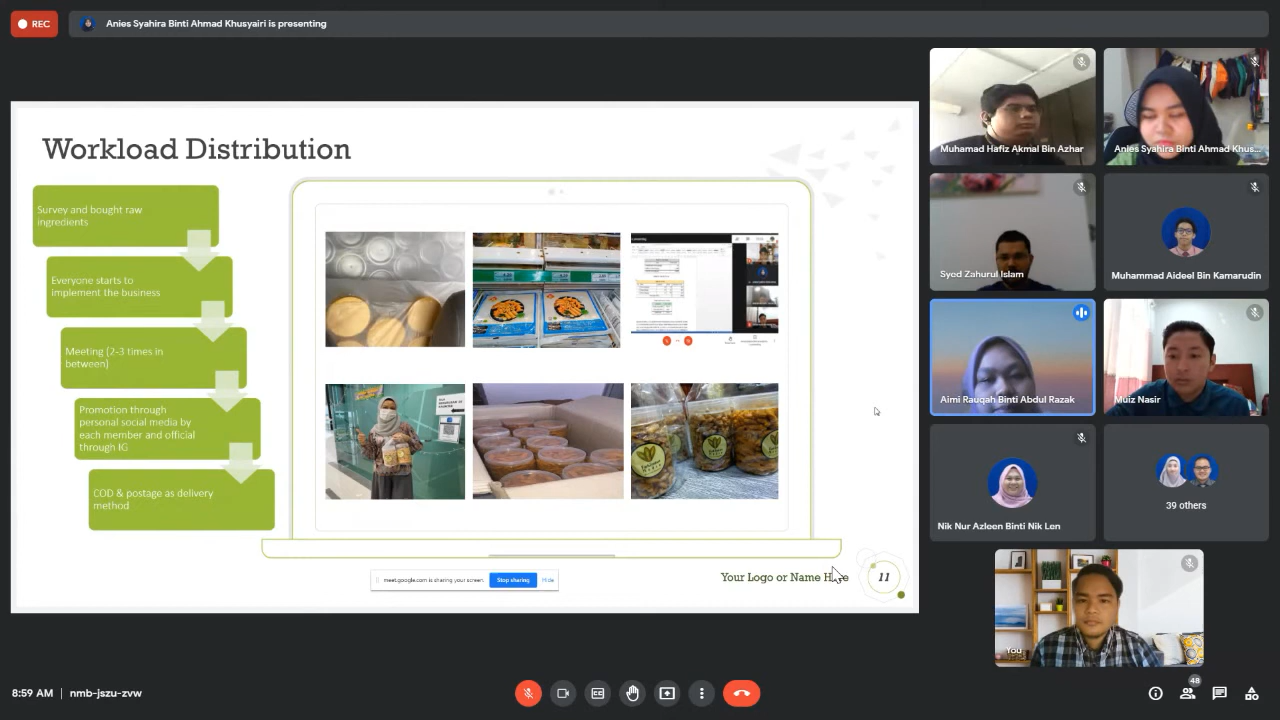 REC
Anies Syahira Binti Ahmad Khusyairi is presenting
Workload Distribution
Survey and bought raw
ingredients
Everyone starts to
implement the business
Meeting (2-3 times in
between)
Promotion through
personal social media by
each member and official
through IG
COD & postage as delivery
method
meet.google.com is sharing your screen.
Stop sharing
Hide
Your Logo or Name H
11
Muhamad Hafiz Akmal Bin Azhar
Anies Syahira Binti Ahmad Khus...
Syed Zahurul Islam
Muhammad Aideel Bin Kamarudin
Aimi Rauqah Binti Abdul Razak
Muiz Nasir
Nik Nur Azleen Binti Nik Len
39 others
You
8:59 AM | nmb-jszu-zvw
CC
48